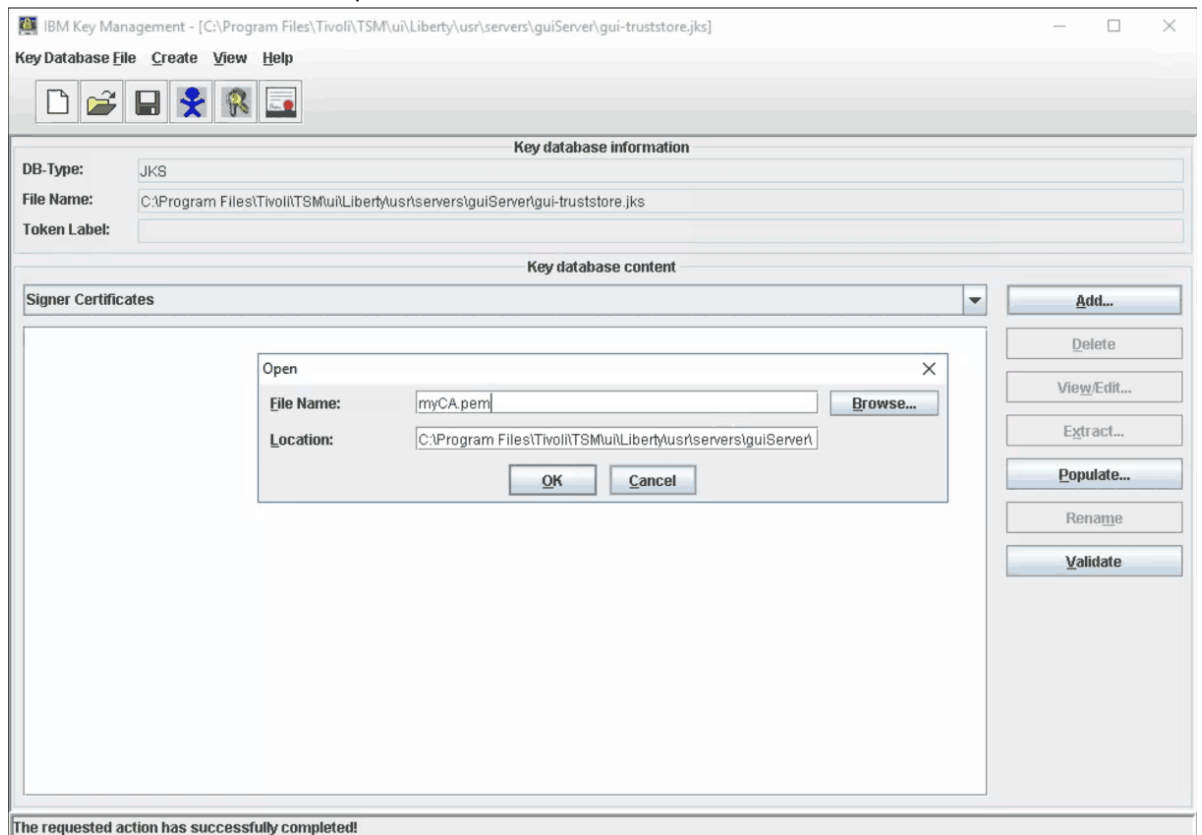 IBM Key Management - [C:\Program Files\Tivoli\TSM\ui\Liberty\usr\servers\guiServer\gui-truststore.jks]
Key Database File Create View Help
Key database information
DB-Type: JKS
File Name: C:\Program Files\Tivoli\TSM\ui\Liberty\usr\servers\guiServer\gui-truststore.jks
Token Label:
Key database content
Signer Certificates
Add...
Delete
Open
View/Edit...
File Name: myCA.pem Browse...
Location: C:\Program Files\Tivoli\TSM\ui\Liberty\usr\servers\guiServer\
Extract...
OK Cancel
Populate...
Rename
Validate
The requested action has successfully completed!